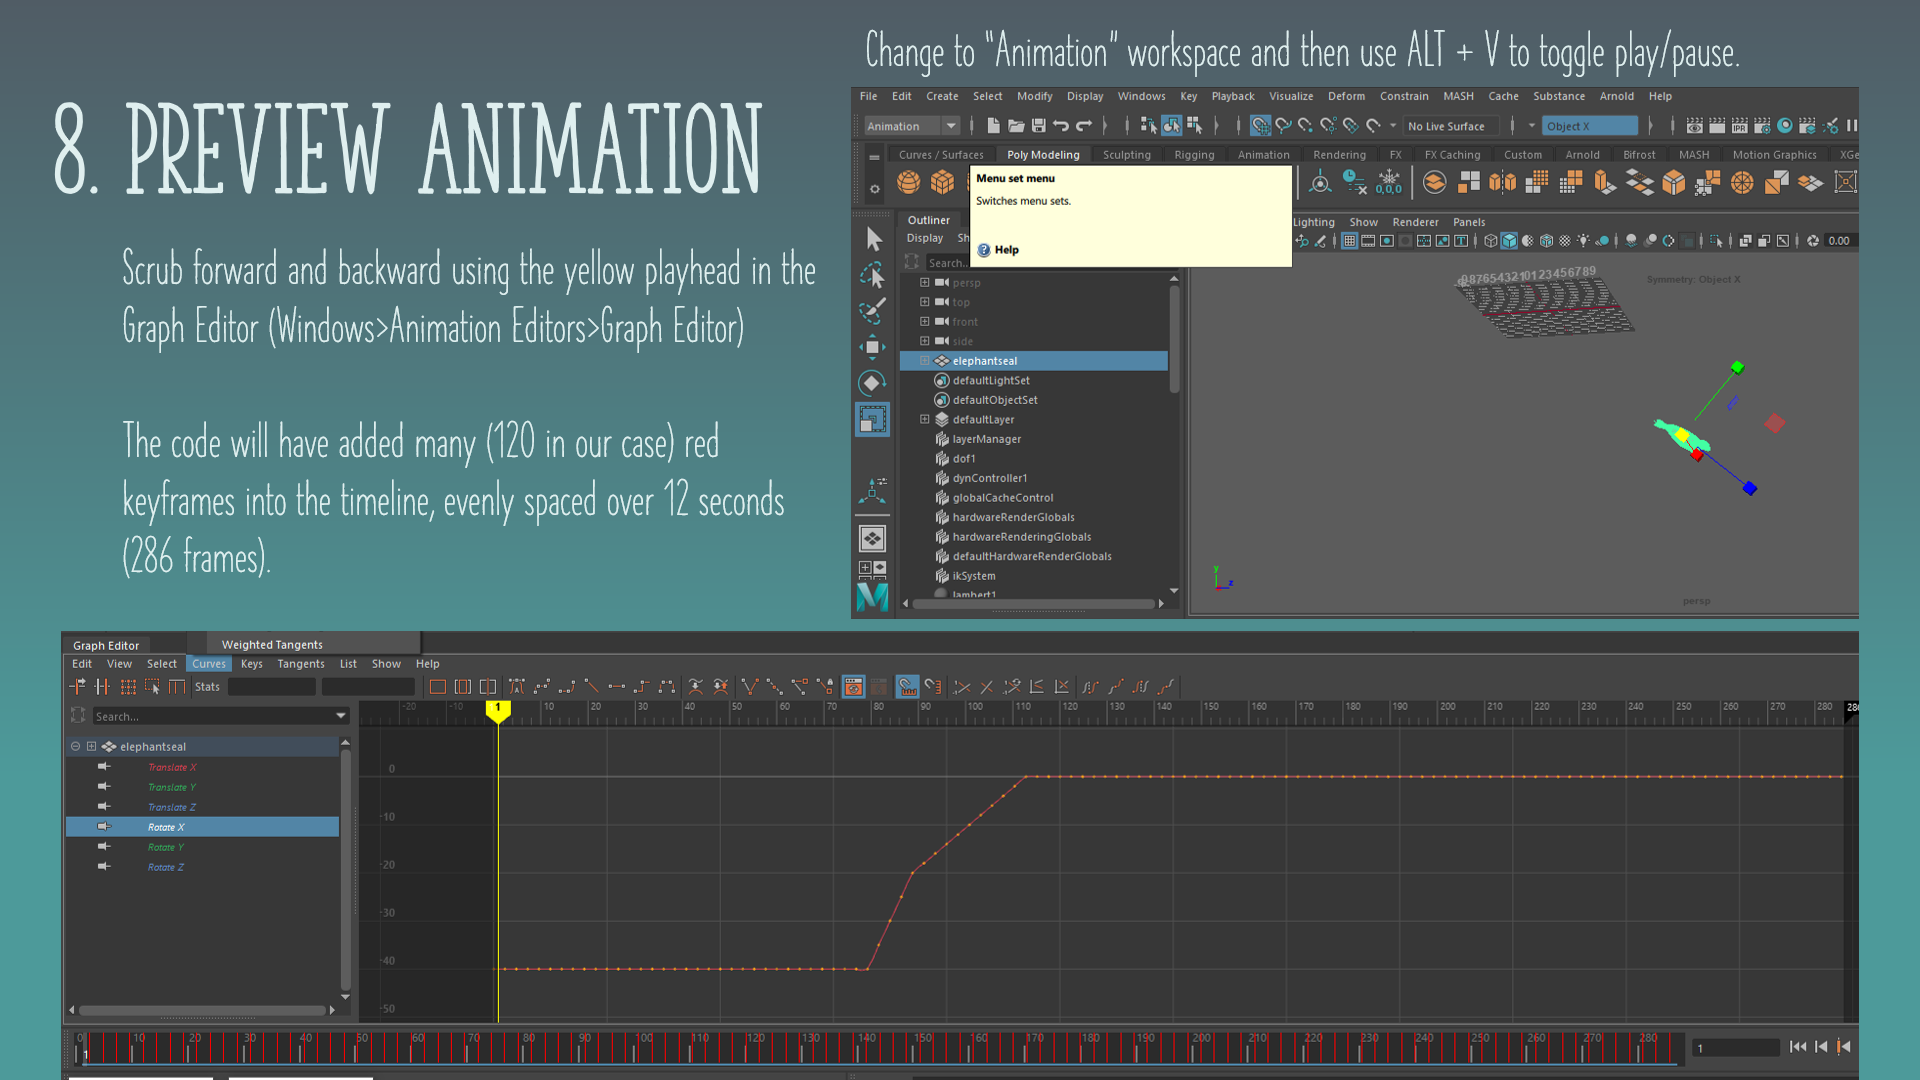 Change to "Animation" workspace and then use ALT + V to toggle play/pause.
8. PREVIEW ANIMATION
Scrub forward and backward using the yellow playhead in the
Graph Editor (Windows>Animation Editors>Graph Editor)
The code will have added many (120 in our case) red
keyframes into the timeline, evenly spaced over 12 seconds
(286 frames).
File Edit Create Select Modify Display Windows Key Playback Visualize Deform Constrain MASH Cache Substance Arnold Help
Animation No Live Surface Object X
Curves / Surfaces Poly Modeling Sculpting Rigging Animation Rendering FX FX Caching Custom Arnold Bifrost MASH Motion Graphics XGe
Menu set menu
Switches menu sets.
Help
0,0,0
Outliner
Display Sh
Search..
Lighting Show Renderer Panels
IPR
0.00
persp
top
front
side
elephantseal
defaultLightSet
defaultObjectSet
defaultLayer
layerManager
dof1
dynController1
globalCacheControl
hardwareRenderGlobals
hardwareRenderingGlobals
defaultHardwareRenderGlobals
ikSystem
lambert1
9876543210123456789
Symmetry: Object X
y
z
persp
Graph Editor Weighted Tangents
Edit View Select Curves Keys Tangents List Show Help
Stats
Search...
-20 -10 1 10 20 30 40 50 60 70 80 90 100 110 120 130 140 150 160 170 180 190 200 210 220 230 240 250 260 270 280 286
elephantseal
Translate X
Translate Y
Translate Z
Rotate X
Rotate Y
Rotate Z
0
-10
-20
-30
-40
-50
0 10 20 30 40 50 60 70 80 90 100 110 120 130 140 150 160 170 180 190 200 210 220 230 240 250 260 270 280
1
1